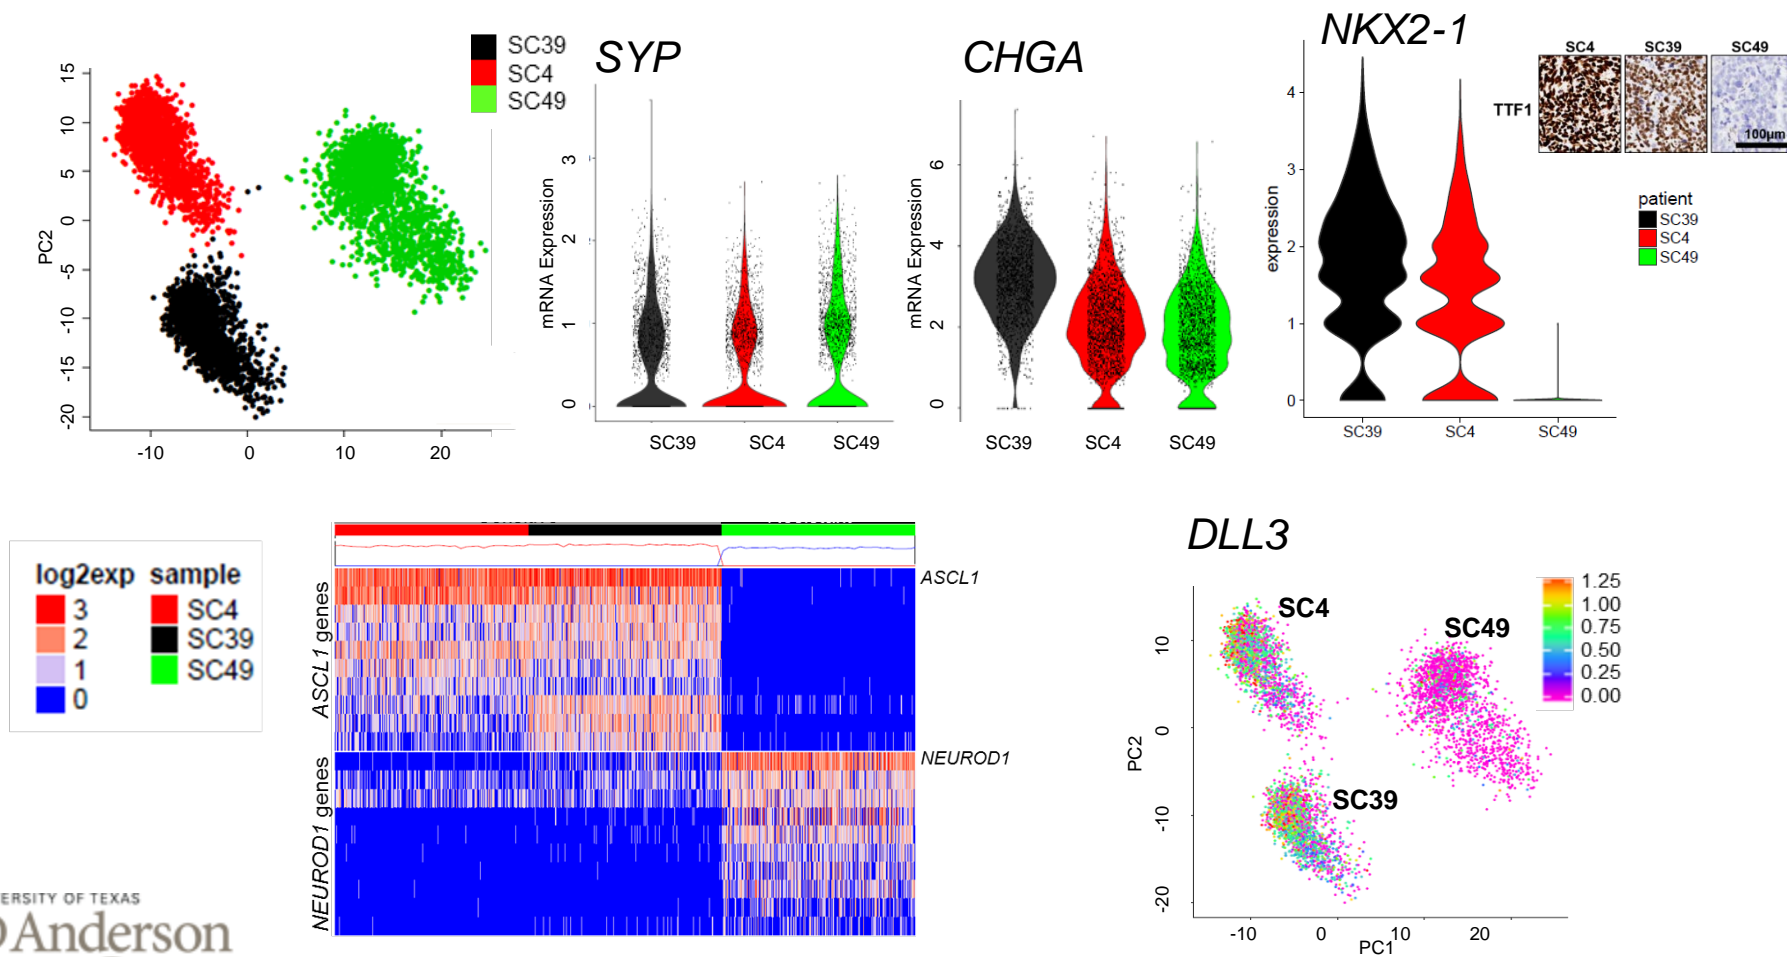 SC39
SC4
SC49
PC2
15
10
5
0
-5
-10
-15
-20
-10
0
10
20
SYP
mRNA Expression
3
2
1
0
SC39
SC4
SC49
CHGA
mRNA Expression
6
4
2
0
SC39
SC4
SC49
NKX2-1
expression
4
3
2
1
0
SC39
SC4
SC49
SC4
SC39
SC49
TTF1
100µm
patient
SC39
SC4
SC49
log2exp
3
2
1
0
sample
SC4
SC39
SC49
ASCL1 genes
NEUROD1 genes
ASCL1
NEUROD1
DLL3
SC4
SC49
SC39
1.25
1.00
0.75
0.50
0.25
0.00
PC2
10
0
-10
-20
-10
0
10
20
PC1
VERSITY OF TEXAS
Anderson